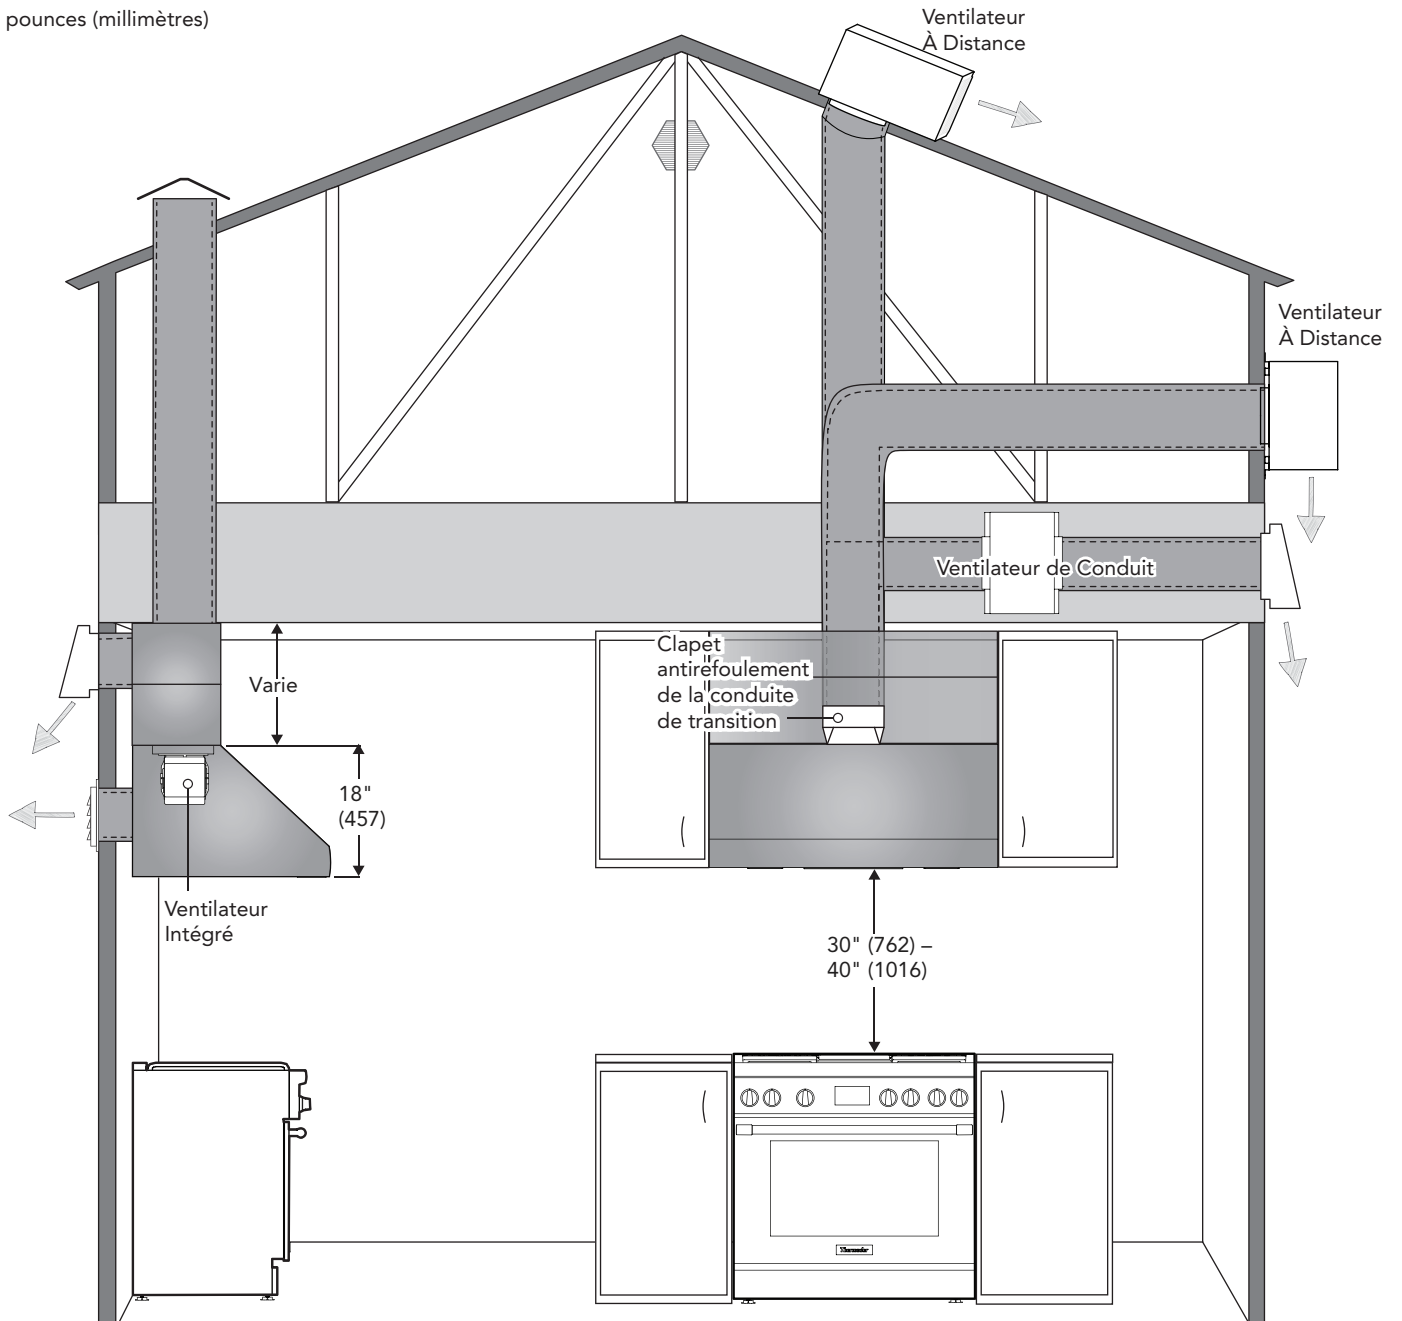 pounces (millimètres)
Ventilateur
À Distance
Ventilateur
À Distance
Ventilateur de Conduit
Clapet
antirefoulement
de la conduite
de transition
Varie
18"
(457)
Ventilateur
Intégré
30" (762) –
40" (1016)
Thermador